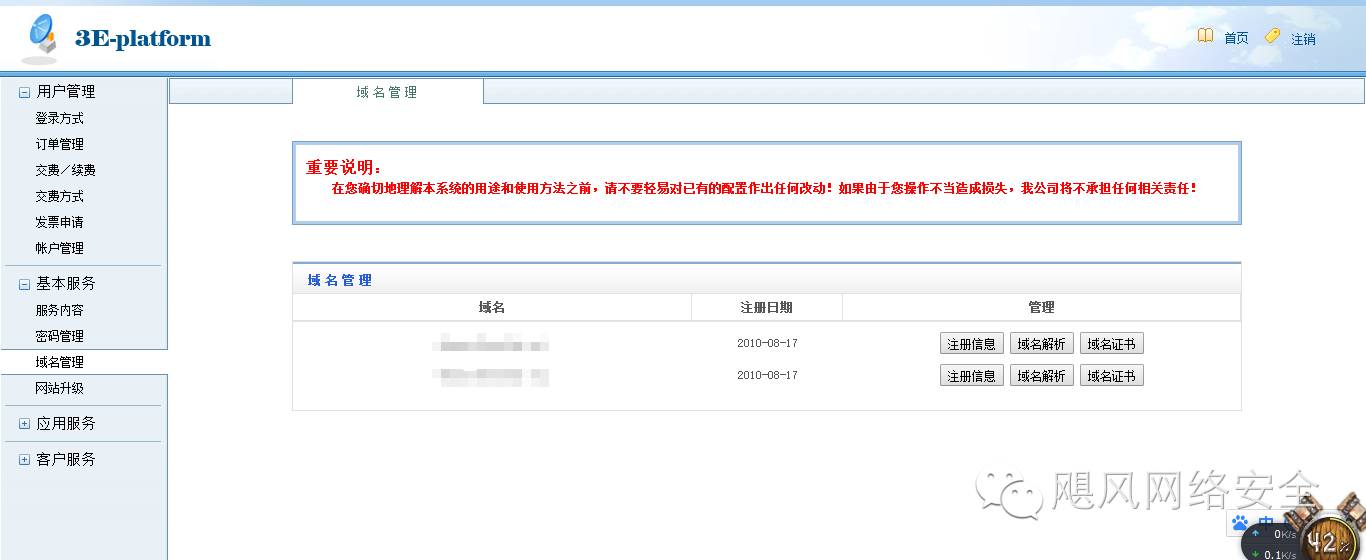 3E-platform
首页
注销
用户管理
登录方式
订单管理
交费／续费
交费方式
发票申请
帐户管理
基本服务
服务内容
密码管理
域名管理
网站升级
应用服务
客户服务
域名管理
重要说明：
在您确切地理解本系统的用途和使用方法之前，请不要轻易对已有的配置作出任何改动！如果由于您操作不当造成损失，我公司将不承担任何相关责任！
域名管理
域名 注册日期 管理
2010-08-17 注册信息 域名解析 域名证书
2010-08-17 注册信息 域名解析 域名证书
飓风网络安全
中
0K/s
0.1K/s
42%